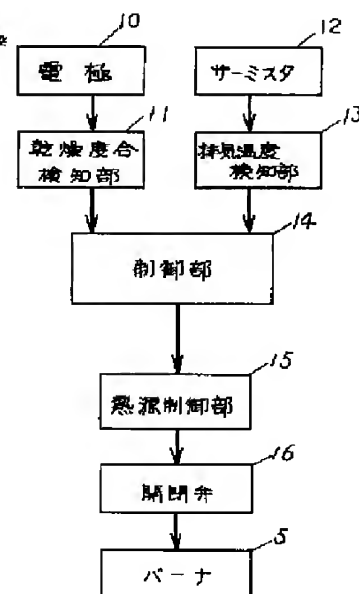 10
電極
12
サーミスタ
11
乾燥度合
検知部
13
排気温度
検知部
14
制御部
15
熱源制御部
16
開閉弁
5
バーナ